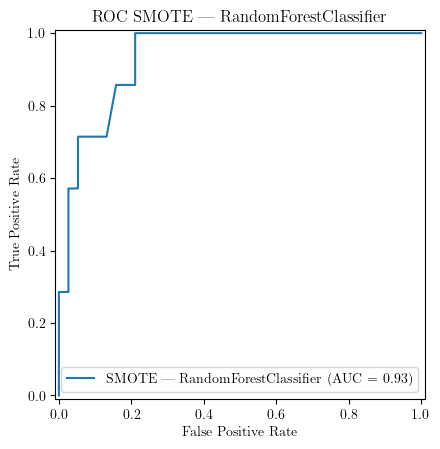 ROC SMOTE — RandomForestClassifier
1.0
0.8
0.6
0.4
0.2
0.0
True Positive Rate
SMOTE — RandomForestClassifier (AUC = 0.93)
0.0 0.2 0.4 0.6 0.8 1.0
False Positive Rate